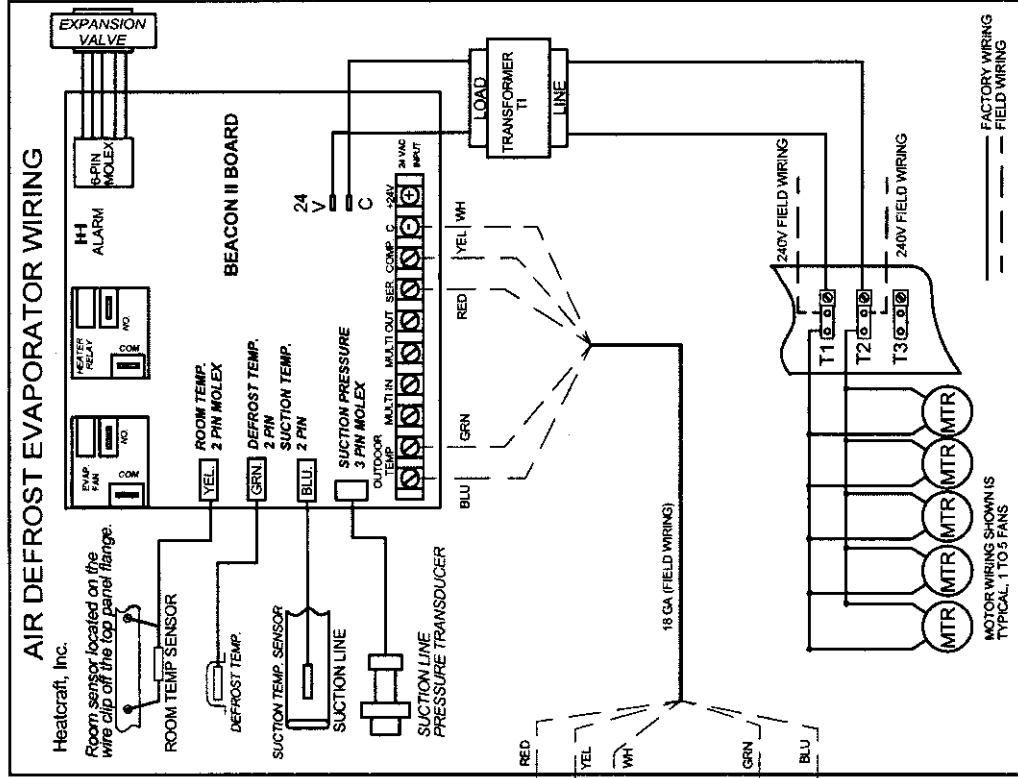 AIR DEFROST EVAPORATOR WIRING
Heatcraft, Inc.
Room sensor located on the
wire clip off the top panel flange.
ROOM TEMP SENSOR
DEFROST TEMP.
SUCTION TEMP. SENSOR
SUCTION LINE
SUCTION LINE
PRESSURE TRANSDUCER
EVAP.
FAN
NO.
COM
HEATER
RELAY
NO.
COM
ALARM
6-PIN
MOLEX
EXPANSION
VALVE
YEL.
ROOM TEMP.
2 PIN MOLEX
GRN.
DEFROST TEMP.
2 PIN
BLU.
SUCTION TEMP.
2 PIN
SUCTION PRESSURE
3 PIN MOLEX
BEACON II BOARD
24
V
C
OUTDOOR
TEMP
MULTI IN
MULTI OUT
SER
COMP
C
+24V
24 VAC
INPUT
BLU
GRN
RED
YEL
WH
LOAD
TRANSFORMER
TI
LINE
18 GA (FIELD WIRING)
RED
YEL
WH
GRN
BLU
240V FIELD WIRING
240V FIELD WIRING
T1
T2
T3
MTR
MTR
MTR
MTR
MTR
MOTOR WIRING SHOWN IS
TYPICAL, 1 TO 5 FANS
FACTORY WIRING
FIELD WIRING